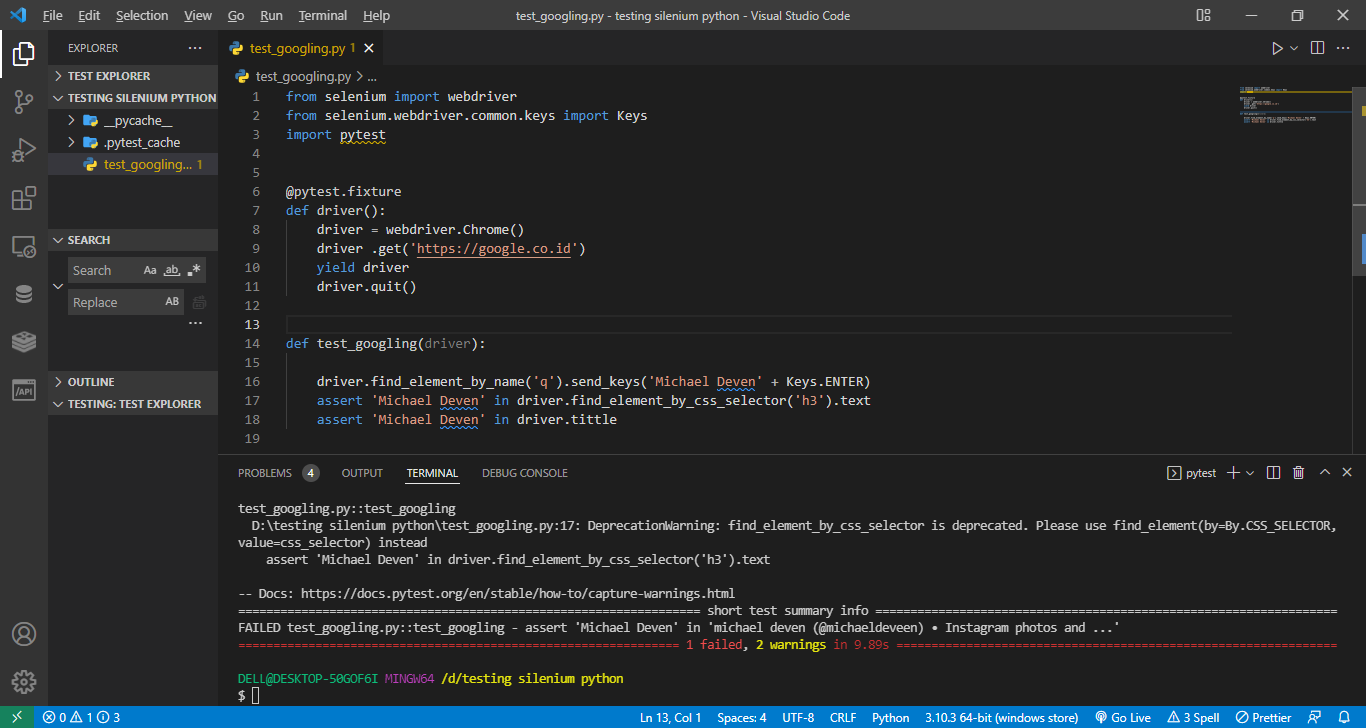 File Edit Selection View Go Run Terminal Help
test_googling.py - testing silenium python - Visual Studio Code
EXPLORER
TEST EXPLORER
TESTING SILENIUM PYTHON
__pycache__
.pytest_cache
test_googling... 1
SEARCH
Search Aa ab .*
Replace AB
OUTLINE
TESTING: TEST EXPLORER
/API
test_googling.py 1
test_googling.py > ...
1 from selenium import webdriver
2 from selenium.webdriver.common.keys import Keys
3 import pytest
4
5
6 @pytest.fixture
7 def driver():
8 driver = webdriver.Chrome()
9 driver .get('https://google.co.id')
10 yield driver
11 driver.quit()
12
13
14 def test_googling(driver):
15
16 driver.find_element_by_name('q').send_keys('Michael Deven' + Keys.ENTER)
17 assert 'Michael Deven' in driver.find_element_by_css_selector('h3').text
18 assert 'Michael Deven' in driver.tittle
19
PROBLEMS 4 OUTPUT TERMINAL DEBUG CONSOLE
pytest
test_googling.py::test_googling
D:\testing silenium python\test_googling.py:17: DeprecationWarning: find_element_by_css_selector is deprecated. Please use find_element(by=By.CSS_SELECTOR,
value=css_selector) instead
assert 'Michael Deven' in driver.find_element_by_css_selector('h3').text
-- Docs: https://docs.pytest.org/en/stable/how-to/capture-warnings.html
=== short test summary info ===
FAILED test_googling.py::test_googling - assert 'Michael Deven' in 'michael deven (@michaeldeveen) • Instagram photos and ...'
=== 1 failed, 2 warnings in 9.89s ===
DELL@DESKTOP-50GOF6I MINGW64 /d/testing silenium python
$
0 1 3
Ln 13, Col 1 Spaces: 4 UTF-8 CRLF Python 3.10.3 64-bit (windows store) Go Live 3 Spell Prettier